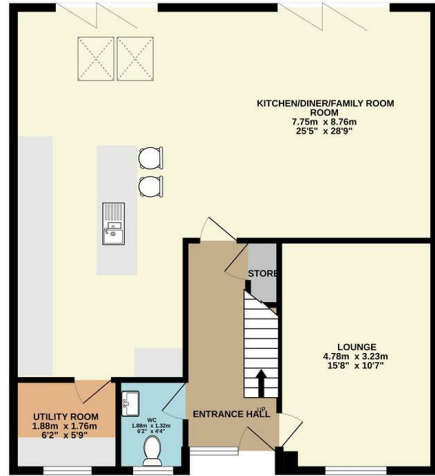 KITCHEN/DINER/FAMILY ROOM
ROOM
7.75m x 8.76m
25'5" x 28'9"
STORE
LOUNGE
4.78m x 3.23m
15'8" x 10'7"
UP
ENTRANCE HALL
UTILITY ROOM
1.88m x 1.76m
6'2" x 5'9"
WC
1.88m x 1.32m
6'2" x 4'4"